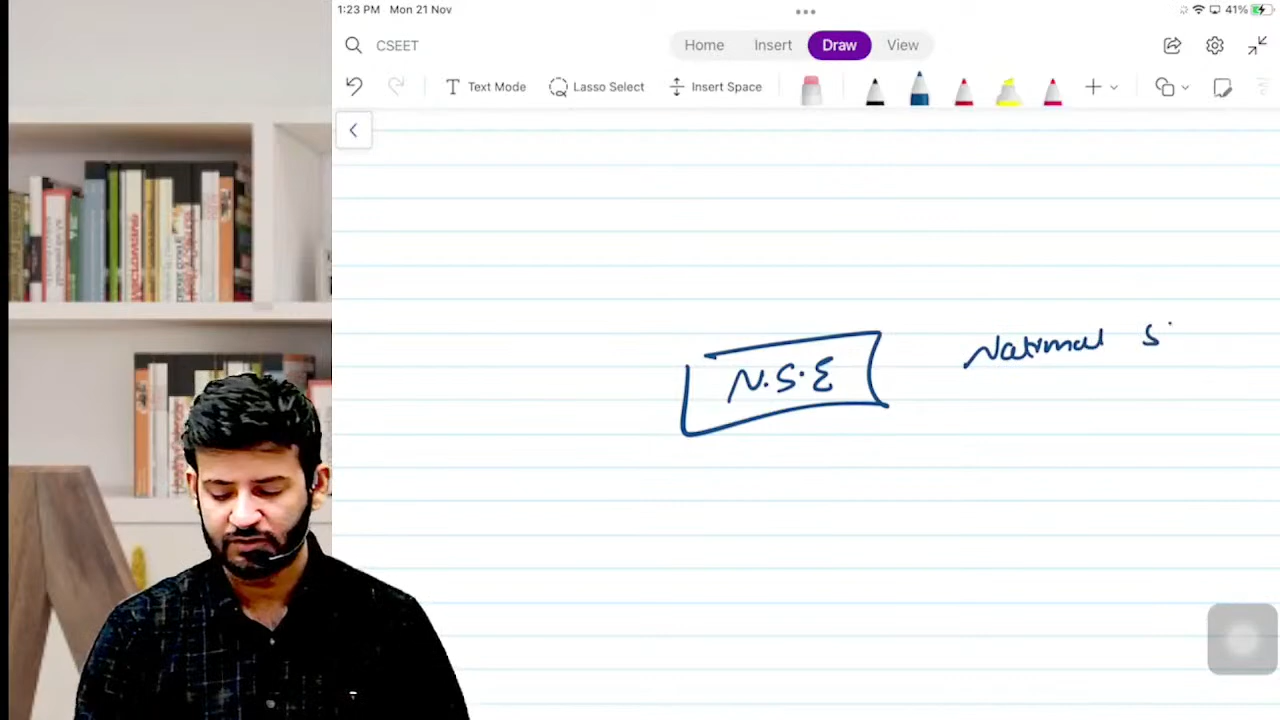 1:23 PM Mon 21 Nov
41%
CSEET
Home Insert Draw View
Text Mode Lasso Select Insert Space
N.S.E
National S